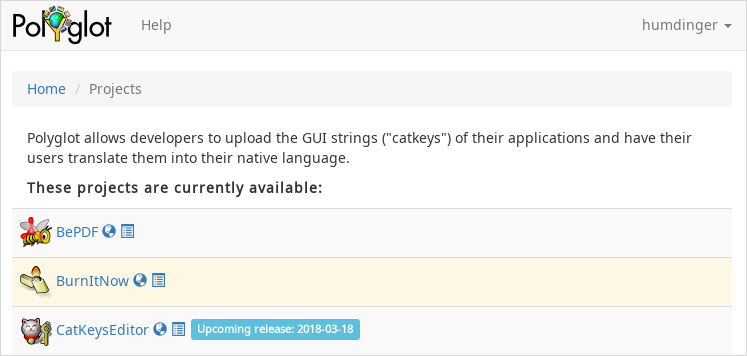 Polyglot Help humdinger
Home / Projects
Polyglot allows developers to upload the GUI strings ("catkeys") of their applications and have their
users translate them into their native language.
These projects are currently available:
BePDF
BurnItNow
CatKeysEditor Upcoming release: 2018-03-18